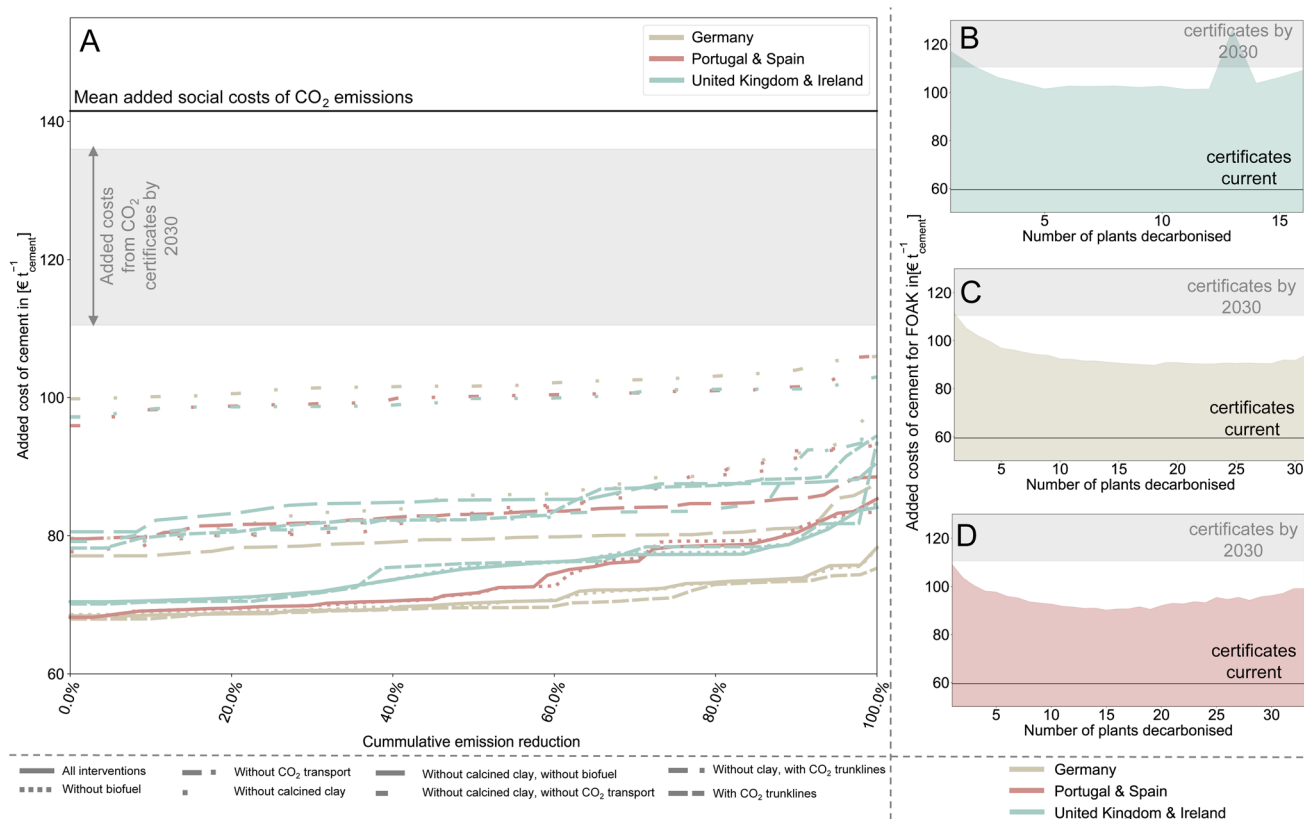 A
Germany
Portugal & Spain
United Kingdom & Ireland
Mean added social costs of CO₂ emissions
140
120
100
80
60
Added cost of cement in [€ t⁻¹cement]
Added costs
from CO₂
certificates by
2030
0.0%
20.0%
40.0%
60.0%
80.0%
100.0%
Cummulative emission reduction
B
certificates by
2030
certificates
current
120
100
80
60
5
10
15
Number of plants decarbonised
Added costs of cement for FOAK in[€ t⁻¹cement]
C
certificates by
2030
certificates
current
120
100
80
60
5
10
15
20
25
30
Number of plants decarbonised
D
certificates by
2030
certificates
current
120
100
80
60
5
10
15
20
25
30
Number of plants decarbonised
All interventions
Without biofuel
Without CO₂ transport
Without calcined clay
Without calcined clay, without biofuel
Without calcined clay, without CO₂ transport
Without clay, with CO₂ trunklines
With CO₂ trunklines
Germany
Portugal & Spain
United Kingdom & Ireland